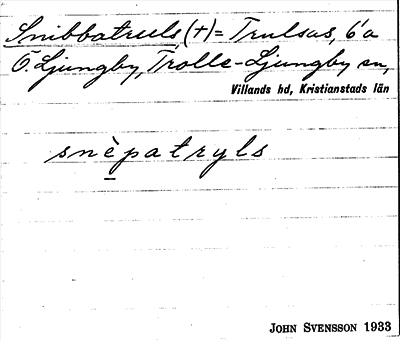 Snibbatruls (+) = Trulsas, 6'a
Ö. Ljungby, Trolle-Ljungby sn,
Villands hd, Kristianstads län
snèpatryls
JOHN SVENSSON 1933